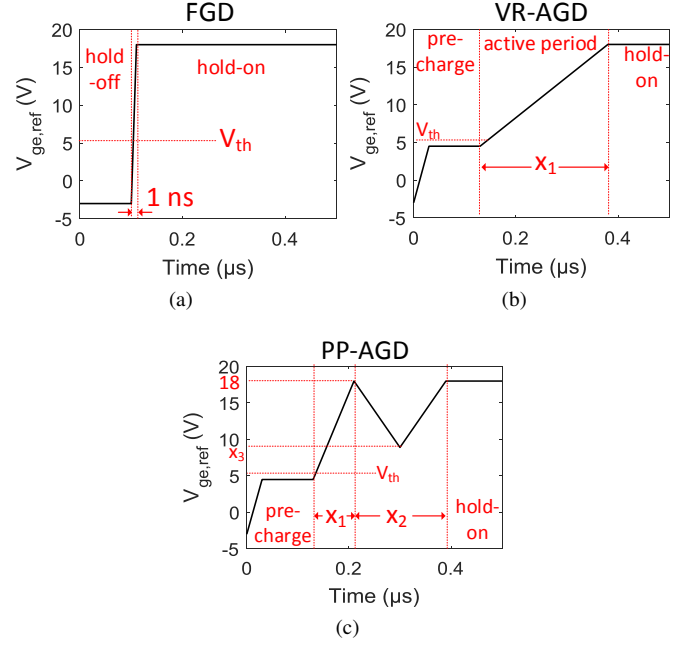 FGD
V_ge,ref (V)
20
15
10
5
0
-5
hold
-off
hold-on
V_th
1 ns
0
0.2
0.4
Time (µs)
(a)
VR-AGD
V_ge,ref (V)
20
15
10
5
0
-5
pre-
charge
active period
hold-
on
V_th
x_1
0
0.2
0.4
Time (µs)
(b)
PP-AGD
V_ge,ref (V)
20
18
15
10
x_3
5
0
-5
V_th
pre-
charge
x_1
x_2
hold-
on
0
0.2
0.4
Time (µs)
(c)